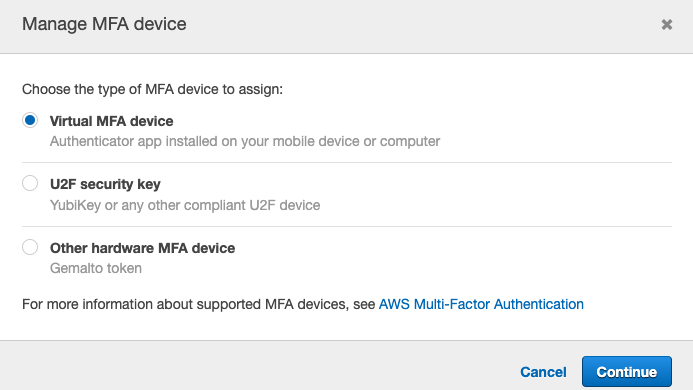 Manage MFA device
Choose the type of MFA device to assign:
Virtual MFA device
Authenticator app installed on your mobile device or computer
U2F security key
YubiKey or any other compliant U2F device
Other hardware MFA device
Gemalto token
For more information about supported MFA devices, see AWS Multi-Factor Authentication
Cancel Continue